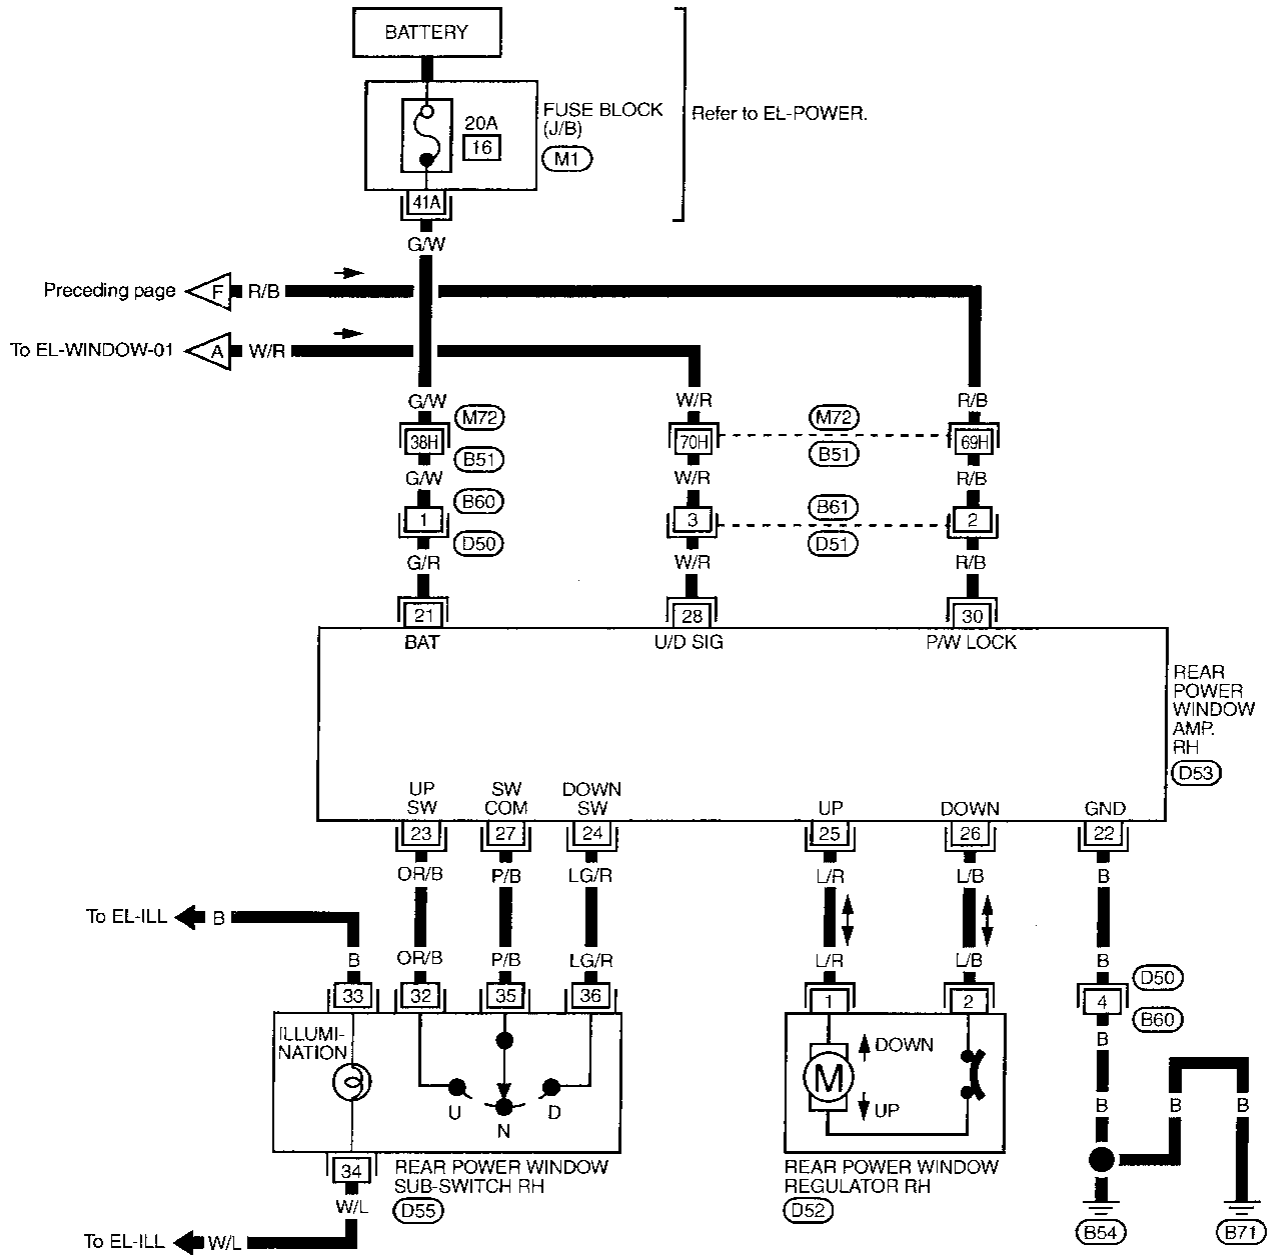 BATTERY
FUSE BLOCK
(J/B)
Refer to EL-POWER.
20A
16
M1
41A
G/W
Preceding page
F
R/B
To EL-WINDOW-01
A
W/R
G/W
W/R
R/B
M72
M72
38H
70H
69H
B51
B51
G/W
W/R
R/B
B60
B61
1
3
2
D50
D51
G/R
W/R
R/B
21
28
30
BAT
U/D SIG
P/W LOCK
REAR
POWER
WINDOW
AMP.
RH
D53
UP
SW
SW
COM
DOWN
SW
UP
DOWN
GND
23
27
24
25
26
22
OR/B
P/B
LG/R
L/R
L/B
B
To EL-ILL
B
B
OR/B
P/B
LG/R
L/R
L/B
B
D50
33
32
35
36
1
2
4
B60
ILLUMI-
NATION
U
N
D
M
DOWN
UP
B
B
B
B
34
REAR POWER WINDOW
SUB-SWITCH RH
D55
REAR POWER WINDOW
REGULATOR RH
D52
W/L
B54
B71
To EL-ILL
W/L